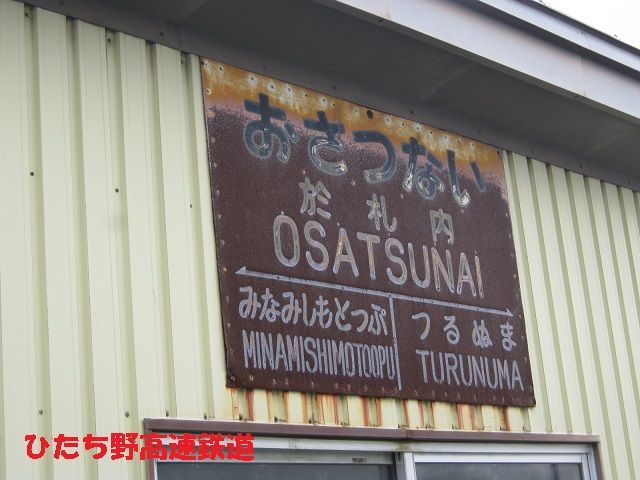 おさつない
於札内
OSATSUNAI
みなみしもとっぷ つるぬま
MINAMISHIMOTOOPU TURUNUMA
ひたち野高速鉄道